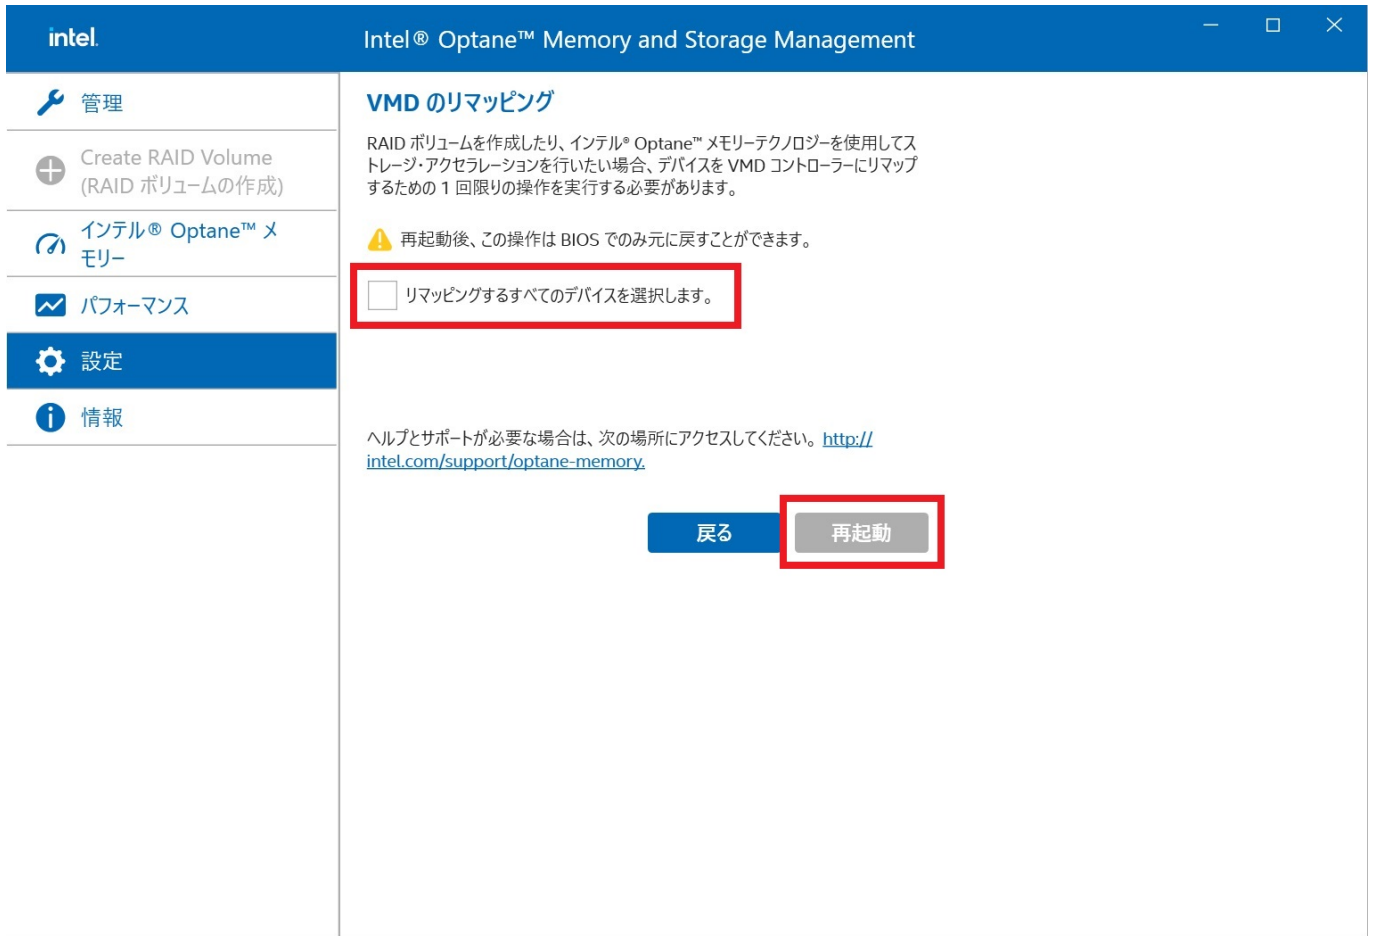 intel.
Intel® Optane™ Memory and Storage Management
管理
Create RAID Volume
(RAID ボリュームの作成)
インテル® Optane™ メ
モリー
パフォーマンス
設定
情報
VMD のリマッピング
RAID ボリュームを作成したり、インテル® Optane™ メモリーテクノロジーを使用してス
トレージ・アクセラレーションを行いたい場合、デバイスを VMD コントローラーにリマップ
するための 1 回限りの操作を実行する必要があります。
再起動後、この操作は BIOS でのみ元に戻すことができます。
リマッピングするすべてのデバイスを選択します。
ヘルプとサポートが必要な場合は、次の場所にアクセスしてください。 http://
intel.com/support/optane-memory.
戻る
再起動